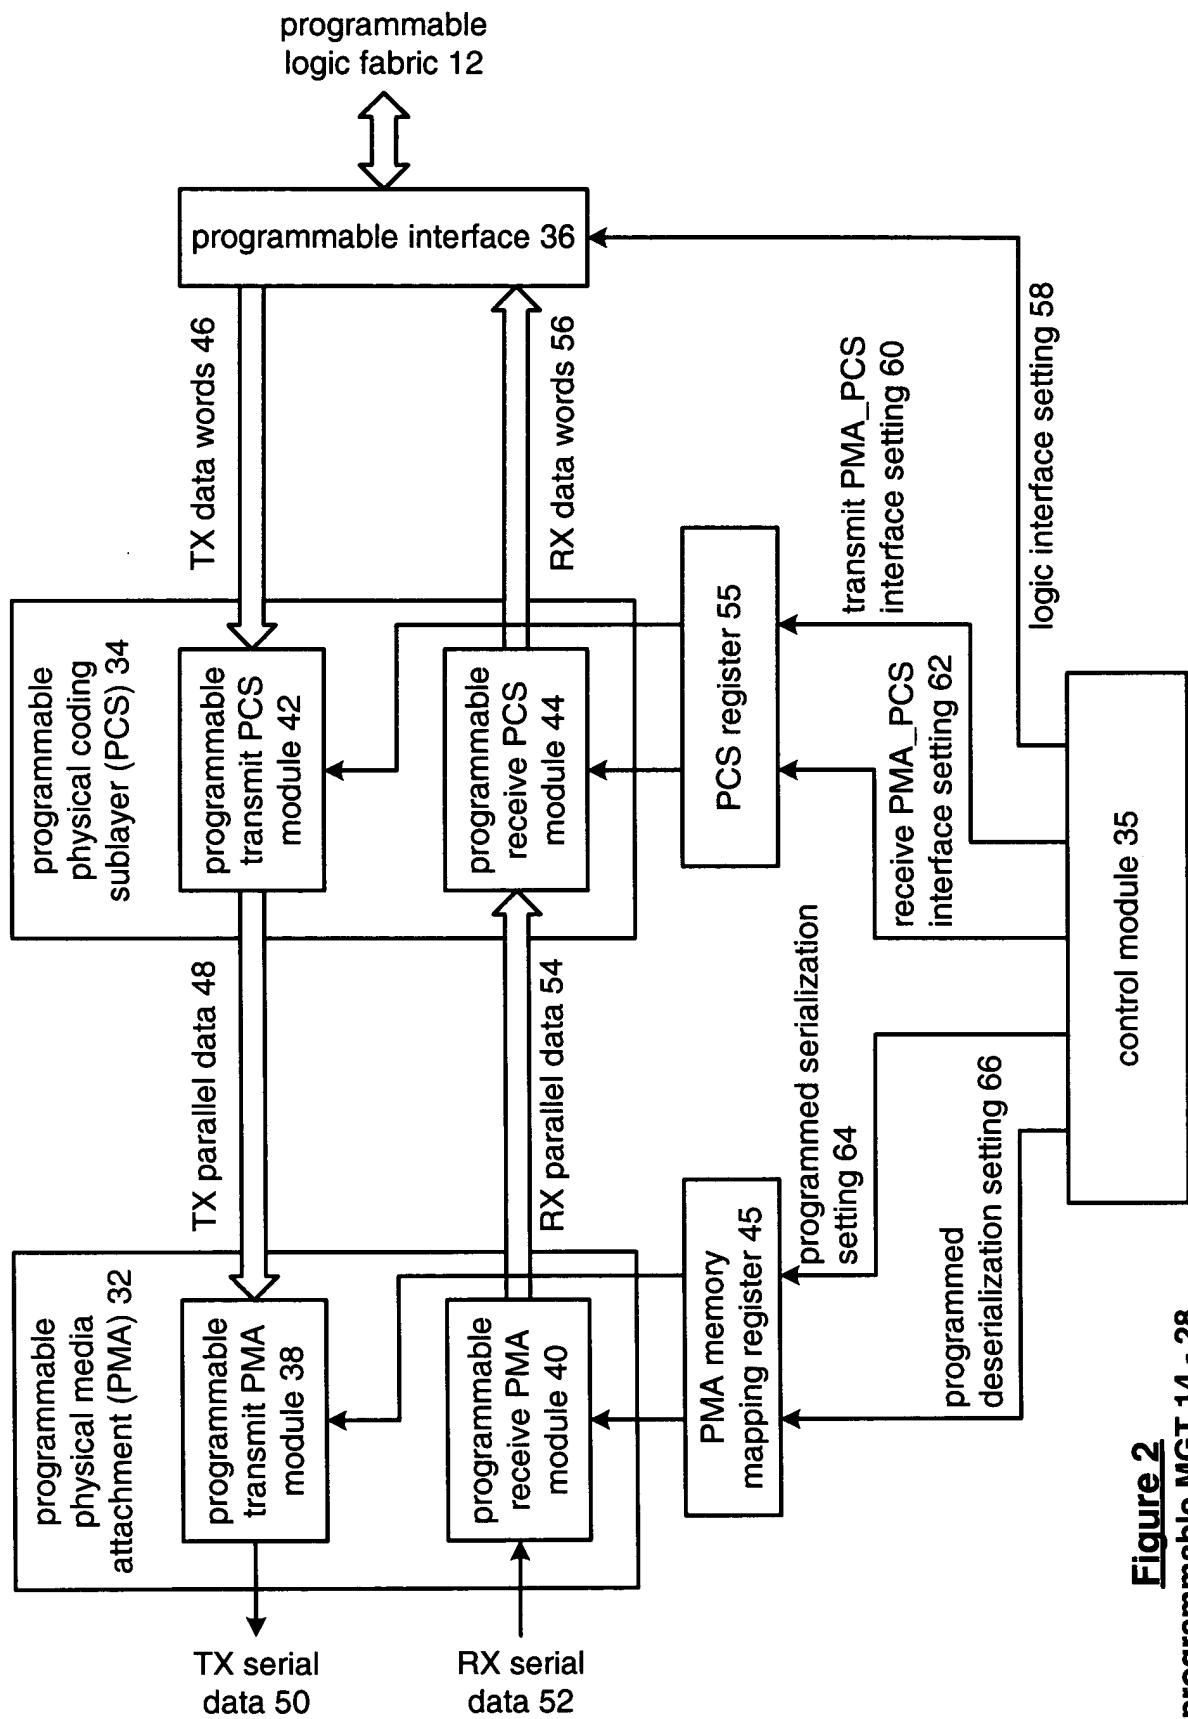 programmable
logic fabric 12
programmable interface 36
TX data words 46
RX data words 56
programmable
physical coding
sublayer (PCS) 34
programmable
transmit PCS
module 42
programmable
receive PCS
module 44
PCS register 55
transmit PMA_PCS
interface setting 60
receive PMA_PCS
interface setting 62
logic interface setting 58
TX parallel data 48
RX parallel data 54
programmable
physical media
attachment (PMA) 32
programmable
transmit PMA
module 38
programmable
receive PMA
module 40
PMA memory
mapping register 45
programmed serialization
setting 64
programmed
deserialization setting 66
control module 35
TX serial
data 50
RX serial
data 52
Figure 2
programmable MGT 14 - 28